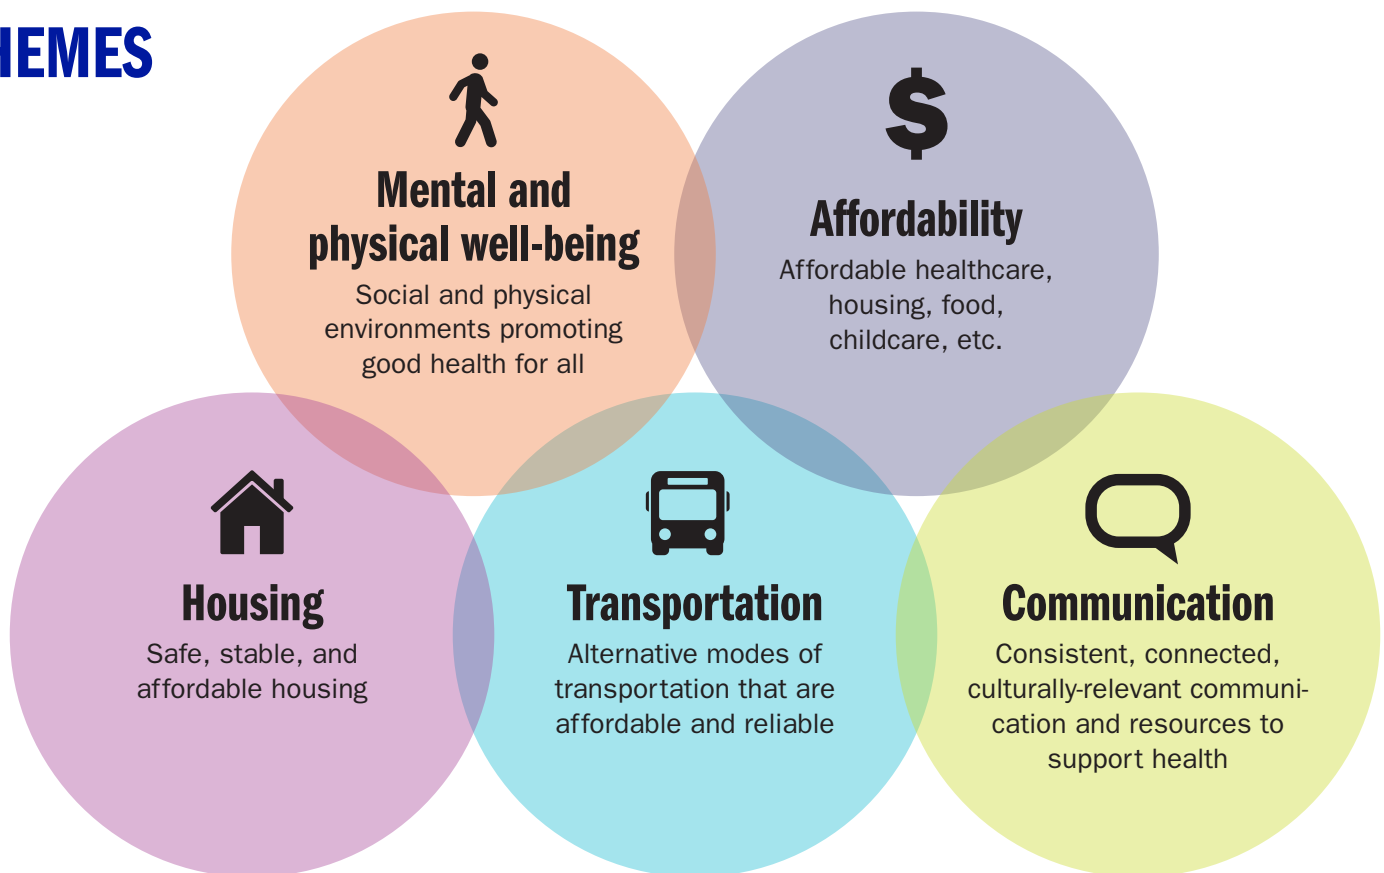 HEMES
Mental and
physical well-being
Social and physical
environments promoting
good health for all
$
Affordability
Affordable healthcare,
housing, food,
childcare, etc.
Housing
Safe, stable, and
affordable housing
Transportation
Alternative modes of
transportation that are
affordable and reliable
Communication
Consistent, connected,
culturally-relevant communi-
cation and resources to
support health